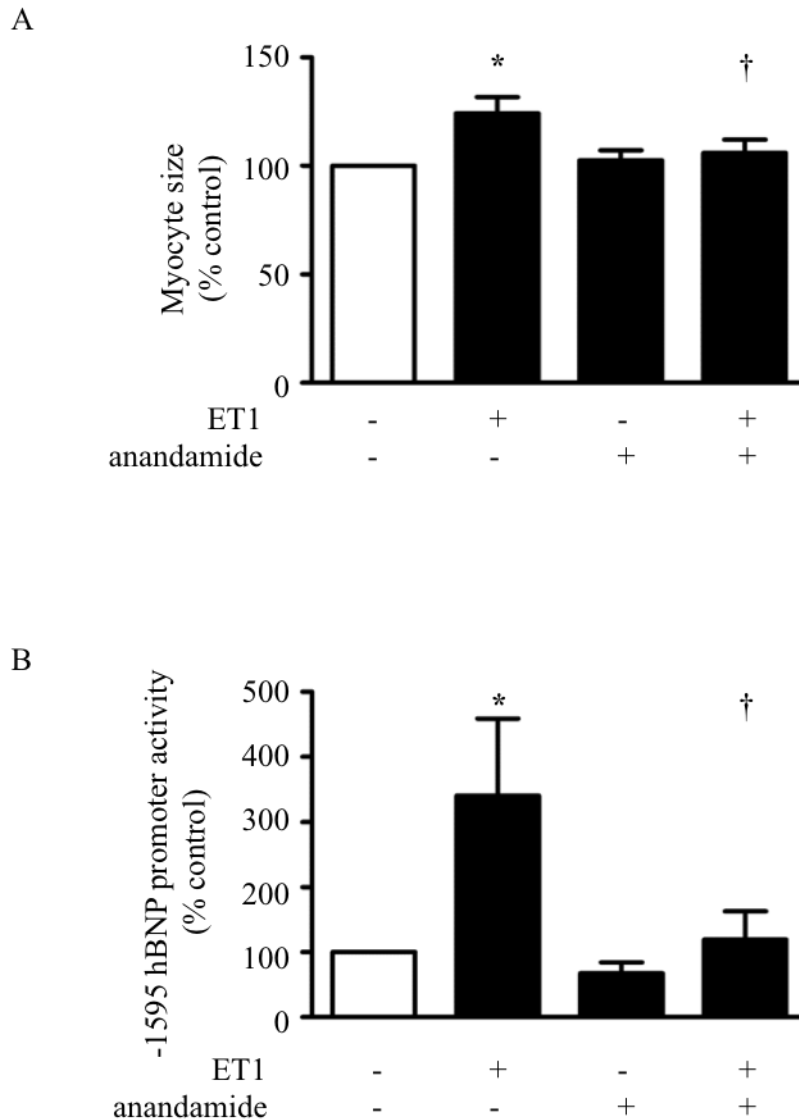 A
Myocyte size
(% control)
150
100
50
0
*
†
ET1 - + - +
anandamide - - + +
B
-1595 hBNP promoter activity
(% control)
500
400
300
200
100
0
*
†
ET1 - + - +
anandamide - - + +